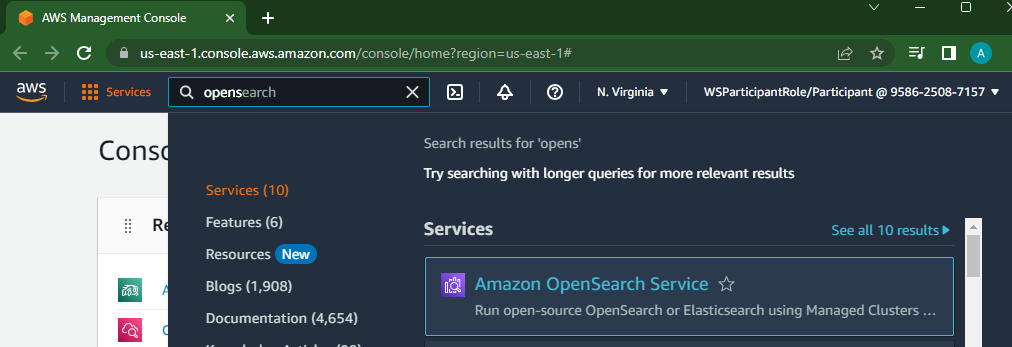 AWS Management Console
us-east-1.console.aws.amazon.com/console/home?region=us-east-1#
A
aws
Services
opensearch
N. Virginia
WSParticipantRole/Participant @ 9586-2508-7157
Search results for 'opens'
Try searching with longer queries for more relevant results
Services (10)
Features (6)
Resources New
Blogs (1,908)
Documentation (4,654)
Services
See all 10 results
Amazon OpenSearch Service
Run open-source OpenSearch or Elasticsearch using Managed Clusters ...